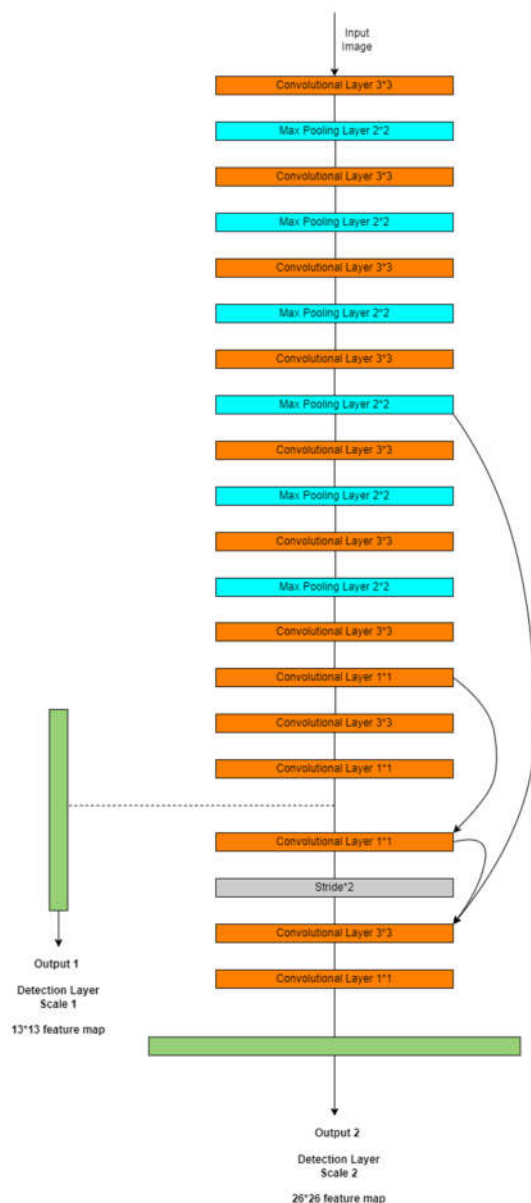 Input
Image
Convolutional Layer 3*3
Max Pooling Layer 2*2
Convolutional Layer 3*3
Max Pooling Layer 2*2
Convolutional Layer 3*3
Max Pooling Layer 2*2
Convolutional Layer 3*3
Max Pooling Layer 2*2
Convolutional Layer 3*3
Max Pooling Layer 2*2
Convolutional Layer 3*3
Max Pooling Layer 2*2
Convolutional Layer 3*3
Convolutional Layer 1*1
Convolutional Layer 3*3
Convolutional Layer 1*1
Convolutional Layer 1*1
Stride*2
Convolutional Layer 3*3
Convolutional Layer 1*1
Output 1
Detection Layer
Scale 1
13*13 feature map
Output 2
Detection Layer
Scale 2
26*26 feature map